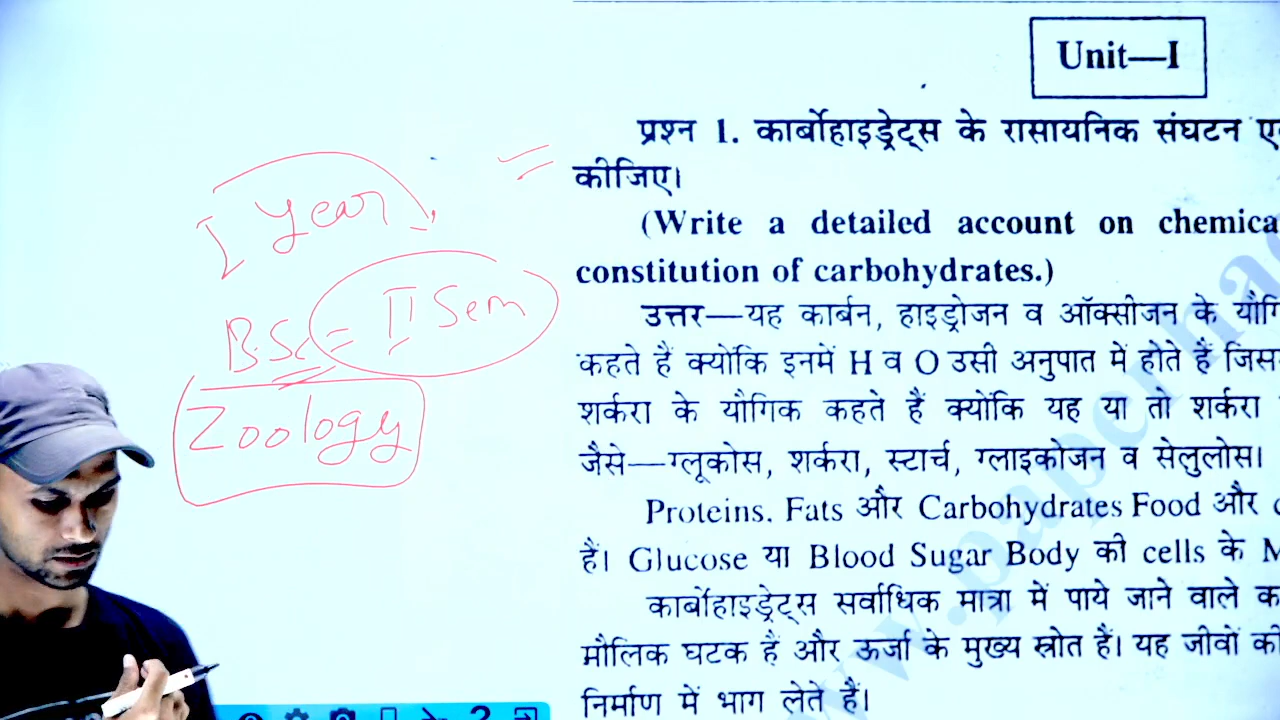 Unit—I
प्रश्न 1. कार्बोहाइड्रेट्स के रासायनिक संघटन
कीजिए।
(Write a detailed account on chemica
constitution of carbohydrates.)
उत्तर—यह कार्बन, हाइड्रोजन व ऑक्सीजन के
कहते हैं क्योंकि इनमें H व O उसी अनुपात में होते हैं
शर्करा के यौगिक कहते हैं क्योंकि यह या तो शर्करा
जैसे—ग्लूकोस, शर्करा, स्टार्च, ग्लाइकोजन व सेलुलोस।
Proteins. Fats और Carbohydrates Food और
हैं। Glucose या Blood Sugar Body की cells के M
कार्बोहाइड्रेट्स सर्वाधिक मात्रा में पाये जाने वाले
मौलिक घटक हैं और ऊर्जा के मुख्य स्रोत हैं। यह जीवों की
निर्माण में भाग लेते हैं।
I Year
B.Sc = II Sem
Zoology